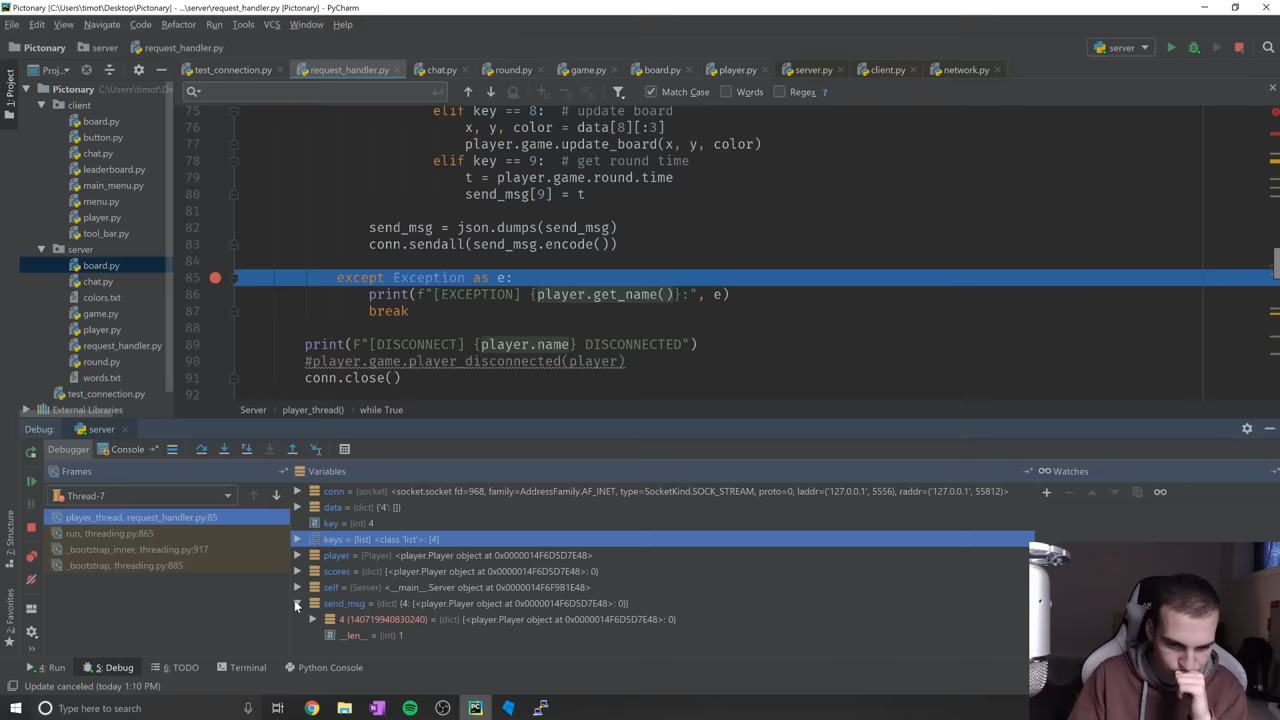 Pictionary [C:\Users\timot\Desktop\Pictionary] - ...\server\request_handler.py [Pictionary] - PyCharm
File Edit View Navigate Code Refactor Run Tools VCS Window Help
Pictionary server request_handler.py server
1: Project
Proj...
test_connection.py request_handler.py chat.py round.py game.py board.py player.py server.py client.py network.py
Match Case Words Regex ?
Pictionary C:\Users\timot\De
client
board.py
button.py
chat.py
leaderboard.py
main_menu.py
menu.py
player.py
tool_bar.py
server
board.py
chat.py
colors.txt
game.py
player.py
request_handler.py
round.py
words.txt
test_connection.py
External Libraries
75 elif key == 8: # update board
76 x, y, color = data[8][:3]
77 player.game.update_board(x, y, color)
78 elif key == 9: # get round time
79 t = player.game.round.time
80 send_msg[9] = t
81
82 send_msg = json.dumps(send_msg)
83 conn.sendall(send_msg.encode())
84
85 except Exception as e:
86 print(f"[EXCEPTION] {player.get_name()}:", e)
87 break
88
89 print(F"[DISCONNECT] {player.name} DISCONNECTED")
90 #player.game.player_disconnected(player)
91 conn.close()
92
Server player_thread() while True
Debug: server
Debugger Console
Frames Variables Watches
Thread-7
player_thread, request_handler.py:85
run, threading.py:865
_bootstrap_inner, threading.py:917
_bootstrap, threading.py:885
conn = {socket} <socket.socket fd=968, family=AddressFamily.AF_INET, type=SocketKind.SOCK_STREAM, proto=0, laddr=('127.0.0.1', 5556), raddr=('127.0.0.1', 55812)>
data = {dict} {'4': []}
key = {int} 4
keys = {list} <class 'list'>: [4]
player = {Player} <player.Player object at 0x0000014F6D5D7E48>
scores = {dict} {<player.Player object at 0x0000014F6D5D7E48>: 0}
self = {Server} <__main__.Server object at 0x0000014F6F9B1E48>
send_msg = {dict} {4: {<player.Player object at 0x0000014F6D5D7E48>: 0}}
4 (140719940830240) = {dict} {<player.Player object at 0x0000014F6D5D7E48>: 0}
__len__ = {int} 1
7: Structure
2: Favorites
4: Run 5: Debug 6: TODO Terminal Python Console
Update canceled (today 1:10 PM)
Type here to search